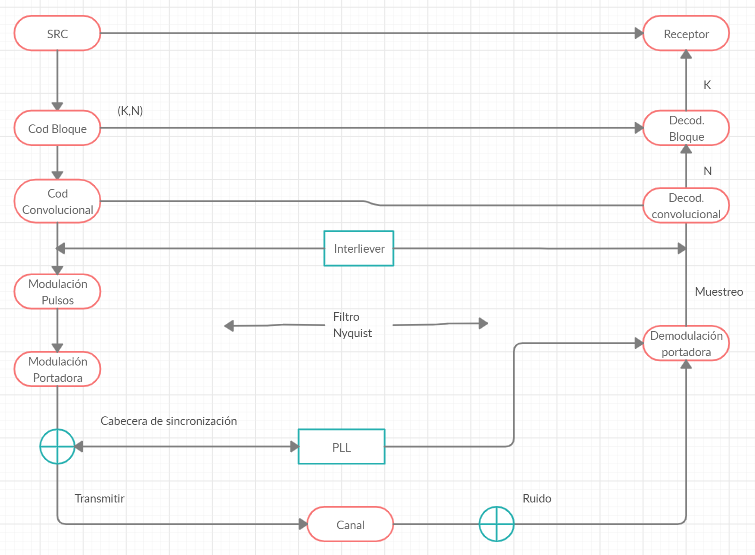 SRC
Receptor
(K,N)
K
Cod Bloque
Decod.
Bloque
N
Cod
Convolucional
Decod.
convolucional
Interliever
Modulación
Pulsos
Muestreo
Filtro
Nyquist
Modulación
Portadora
Demodulación
portadora
Cabecera de sincronización
PLL
Transmitir
Ruido
Canal